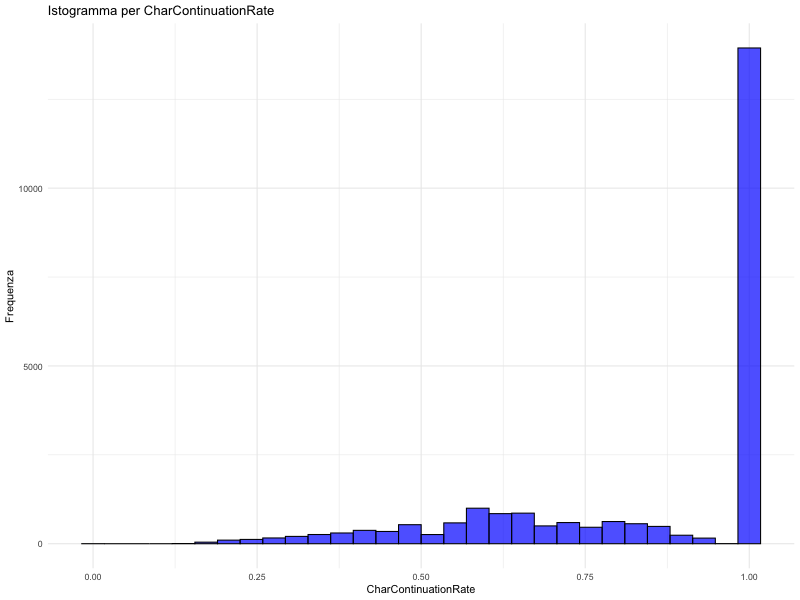 Istogramma per CharContinuationRate
Frequenza
10000
5000
0
0.00 0.25 0.50 0.75 1.00
CharContinuationRate